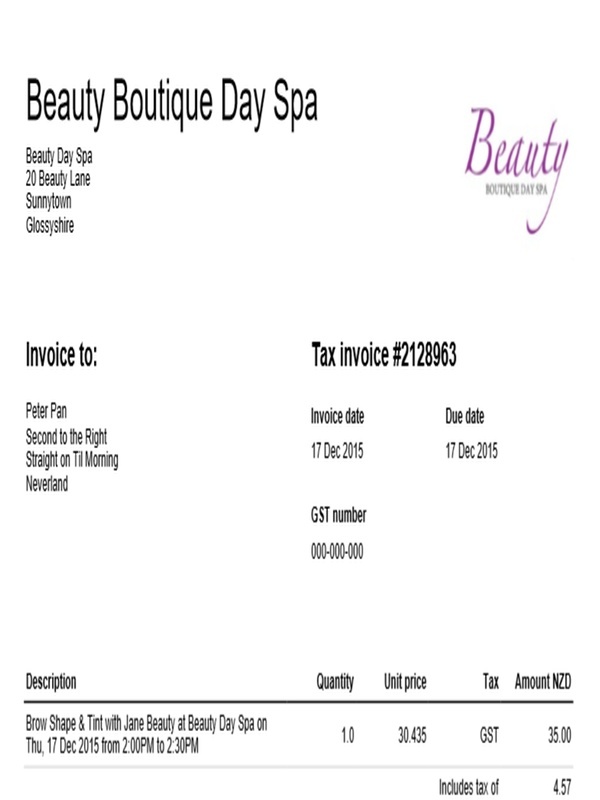 Beauty Boutique Day Spa
Beauty Day Spa
20 Beauty Lane
Sunnytown
Glossyshire
Beauty
BOUTIQUE DAY SPA
Invoice to:
Peter Pan
Second to the Right
Straight on Til Morning
Neverland
Tax invoice #2128963
Invoice date Due date
17 Dec 2015 17 Dec 2015
GST number
000-000-000
Description Quantity Unit price Tax Amount NZD
Brow Shape & Tint with Jane Beauty at Beauty Day Spa on
Thu, 17 Dec 2015 from 2:00PM to 2:30PM
1.0 30.435 GST 35.00
Includes tax of 4.57